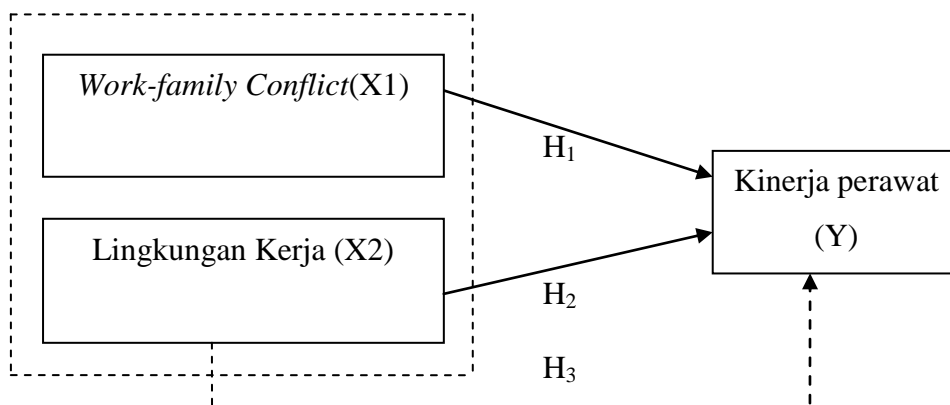 Work-family Conflict(X1)
H₁
Kinerja perawat
(Y)
Lingkungan Kerja (X2)
H₂
H₃